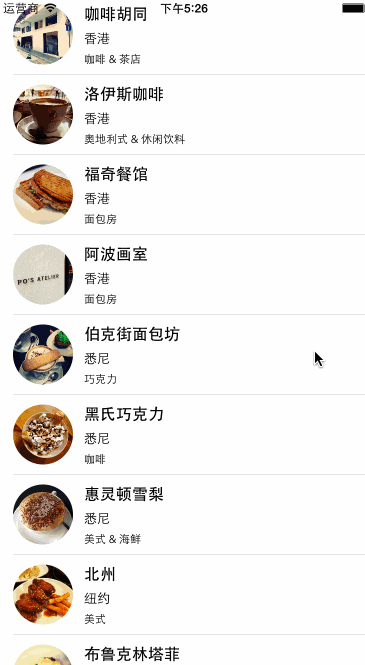 运营商 下午5:26
咖啡胡同
香港
咖啡 & 茶店
洛伊斯咖啡
香港
奥地利式 & 休闲饮料
福奇餐馆
香港
面包房
PO'S ATELIER
阿波画室
香港
面包房
伯克街面包坊
悉尼
巧克力
黑氏巧克力
悉尼
咖啡
惠灵顿雪梨
悉尼
美式 & 海鲜
北州
纽约
美式
布鲁克林塔菲